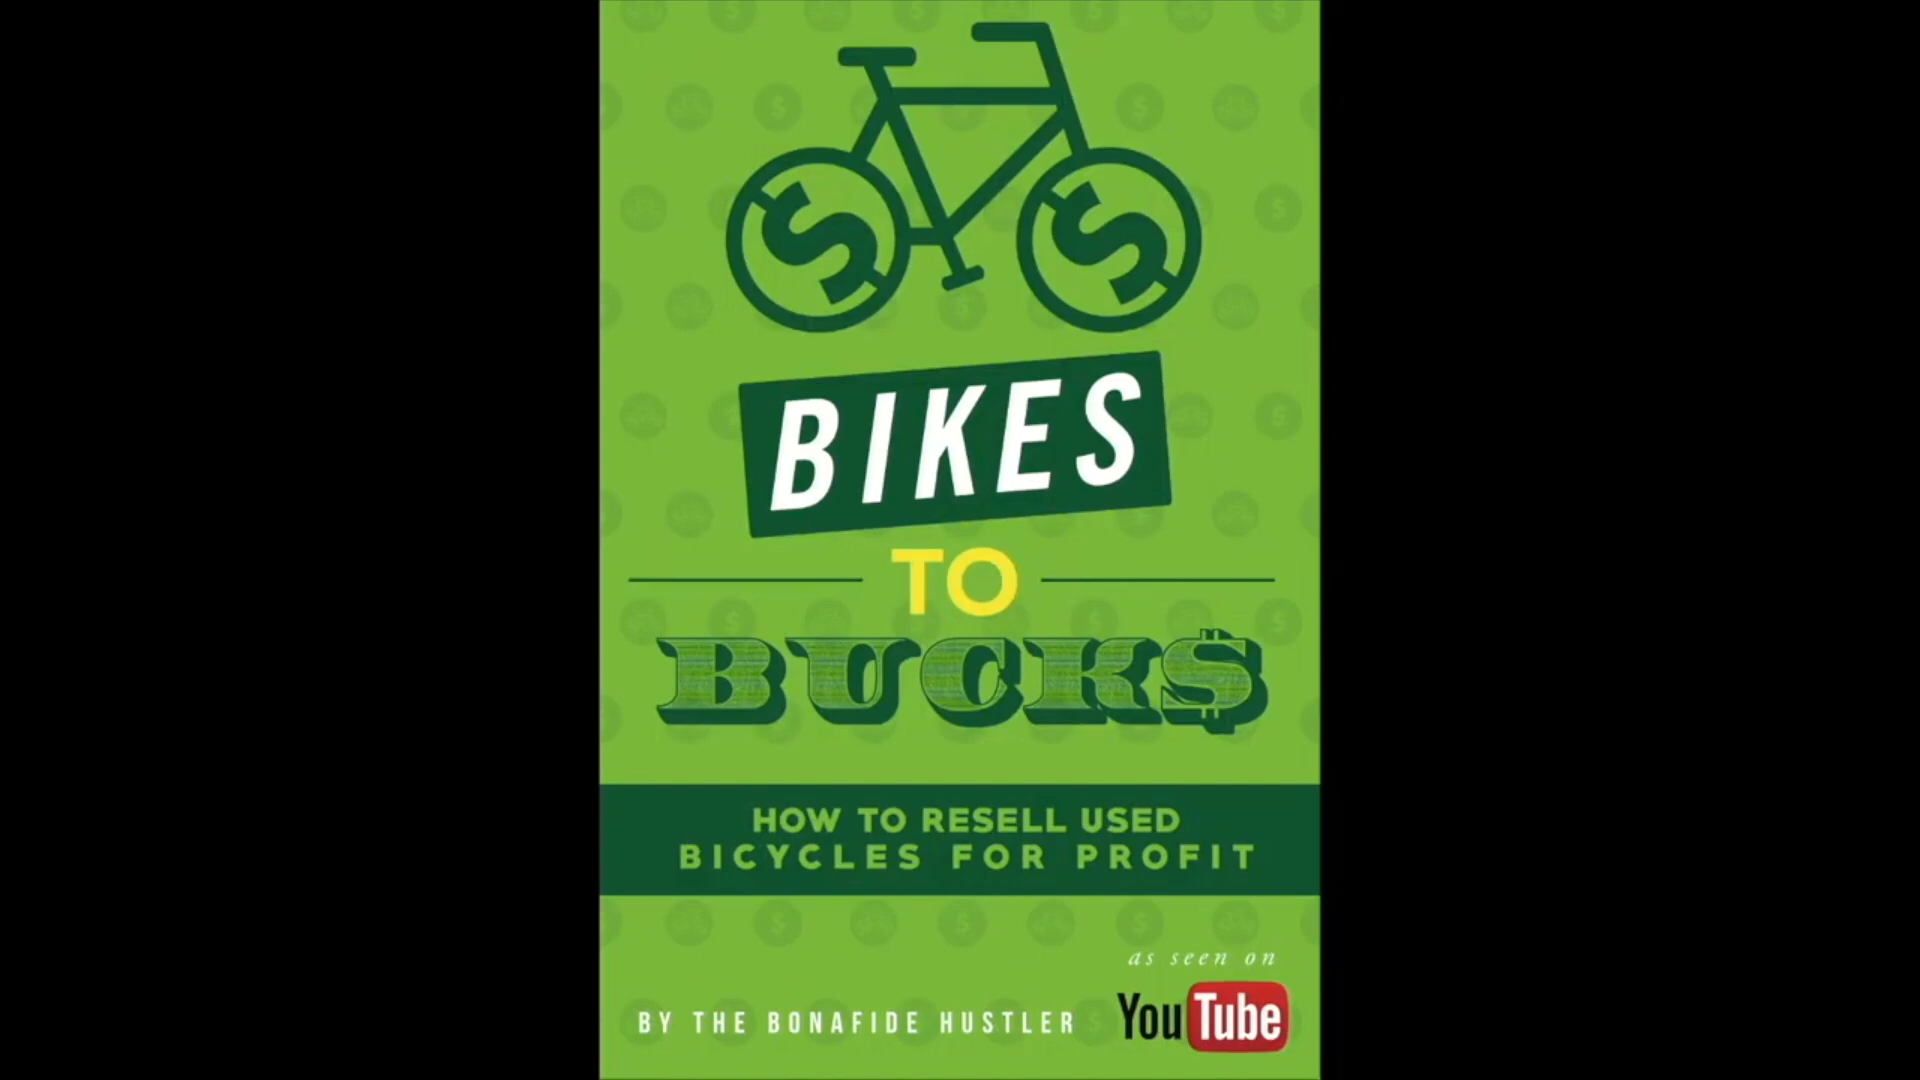 BIKES
TO
BUCK$
HOW TO RESELL USED
BICYCLES FOR PROFIT
as seen on
BY THE BONAFIDE HUSTLER
YouTube